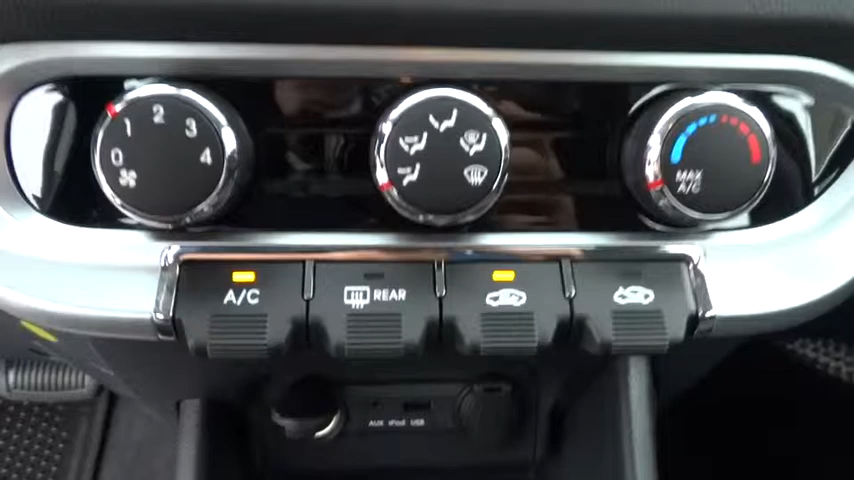 0 1 2 3 4
MAX
A/C
A/C
REAR
AUX iPod USB